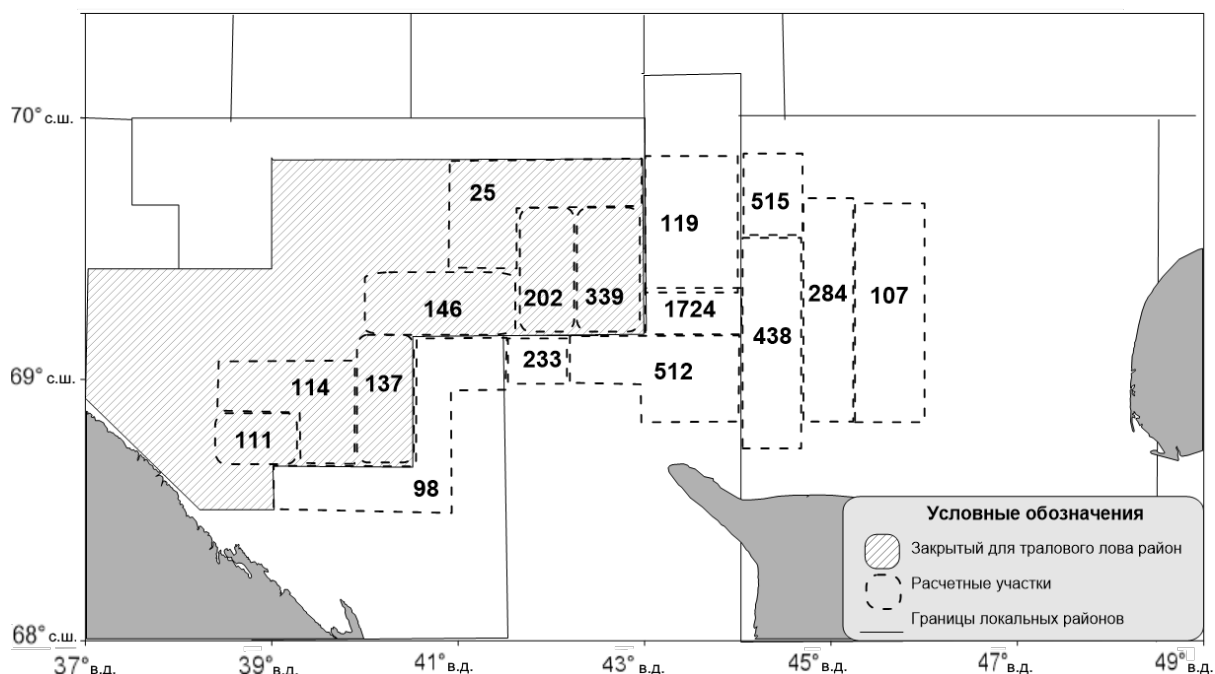 70° с.ш.
25
515
119
284
107
202
339
146
1724
438
233
512
69° с.ш.
114
137
111
98
Условные обозначения
Закрытый для тралового лова район
Расчетные участки
Границы локальных районов
68° с.ш.
37° в.д. 39° в.д. 41° в.д. 43° в.д. 45° в.д. 47° в.д. 49° в.д.